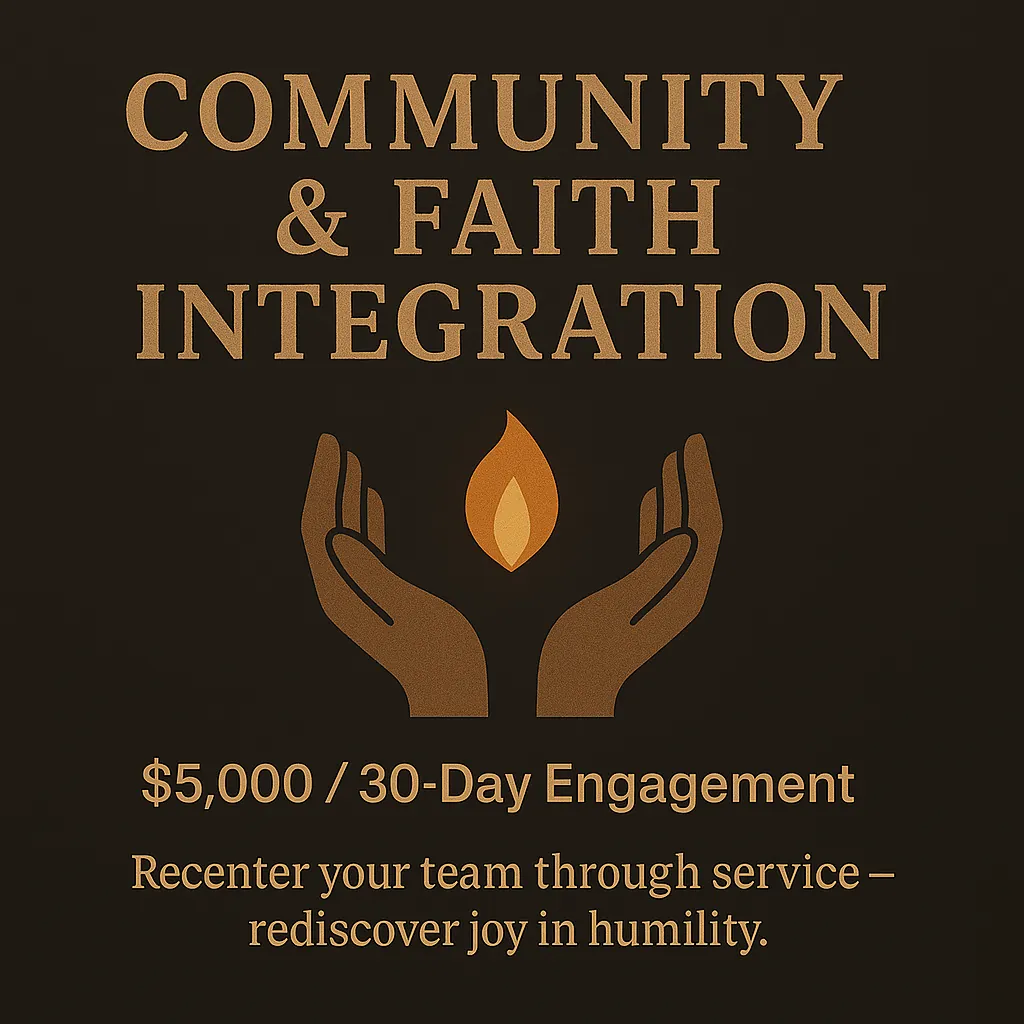 COMMUNITY
& FAITH
INTEGRATION
$5,000 / 30-Day Engagement
Recenter your team through service –
rediscover joy in humility.